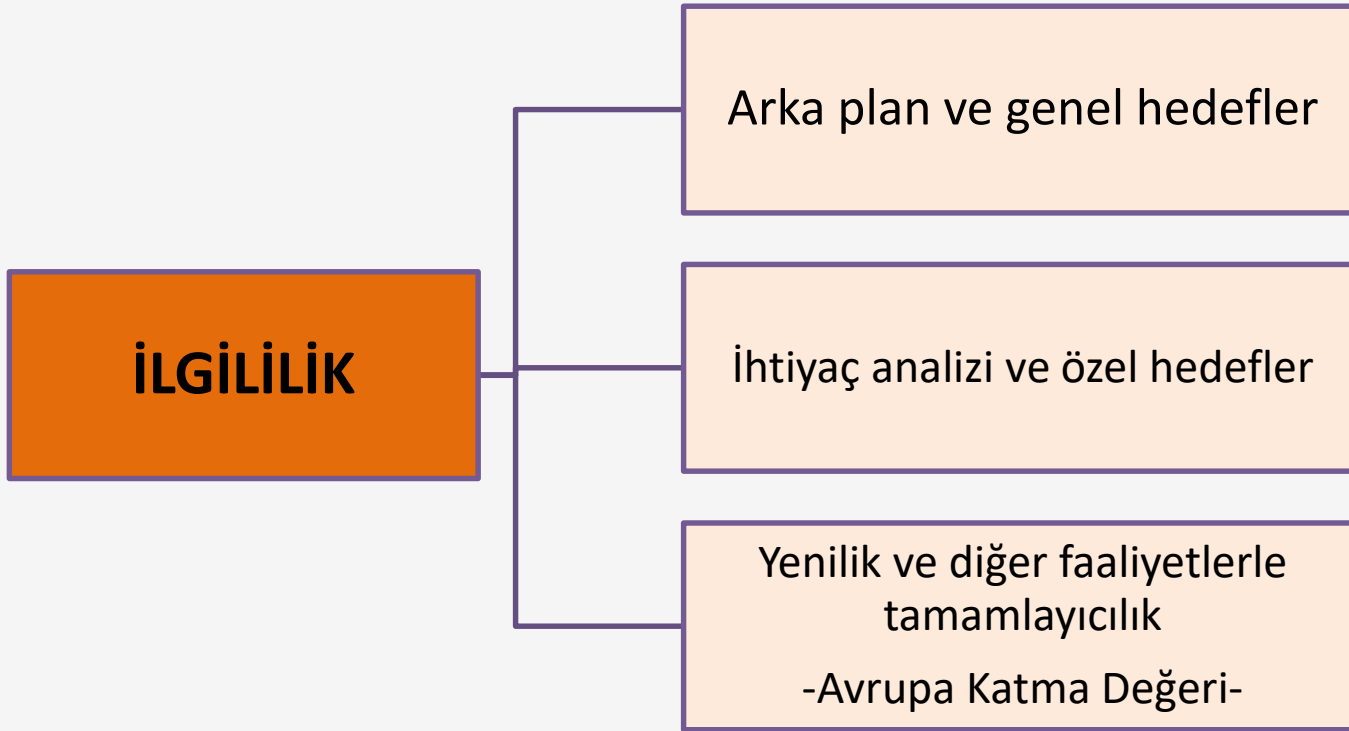 Arka plan ve genel hedefler
İLGİLİLİK
İhtiyaç analizi ve özel hedefler
Yenilik ve diğer faaliyetlerle
tamamlayıcılık
-Avrupa Katma Değeri-